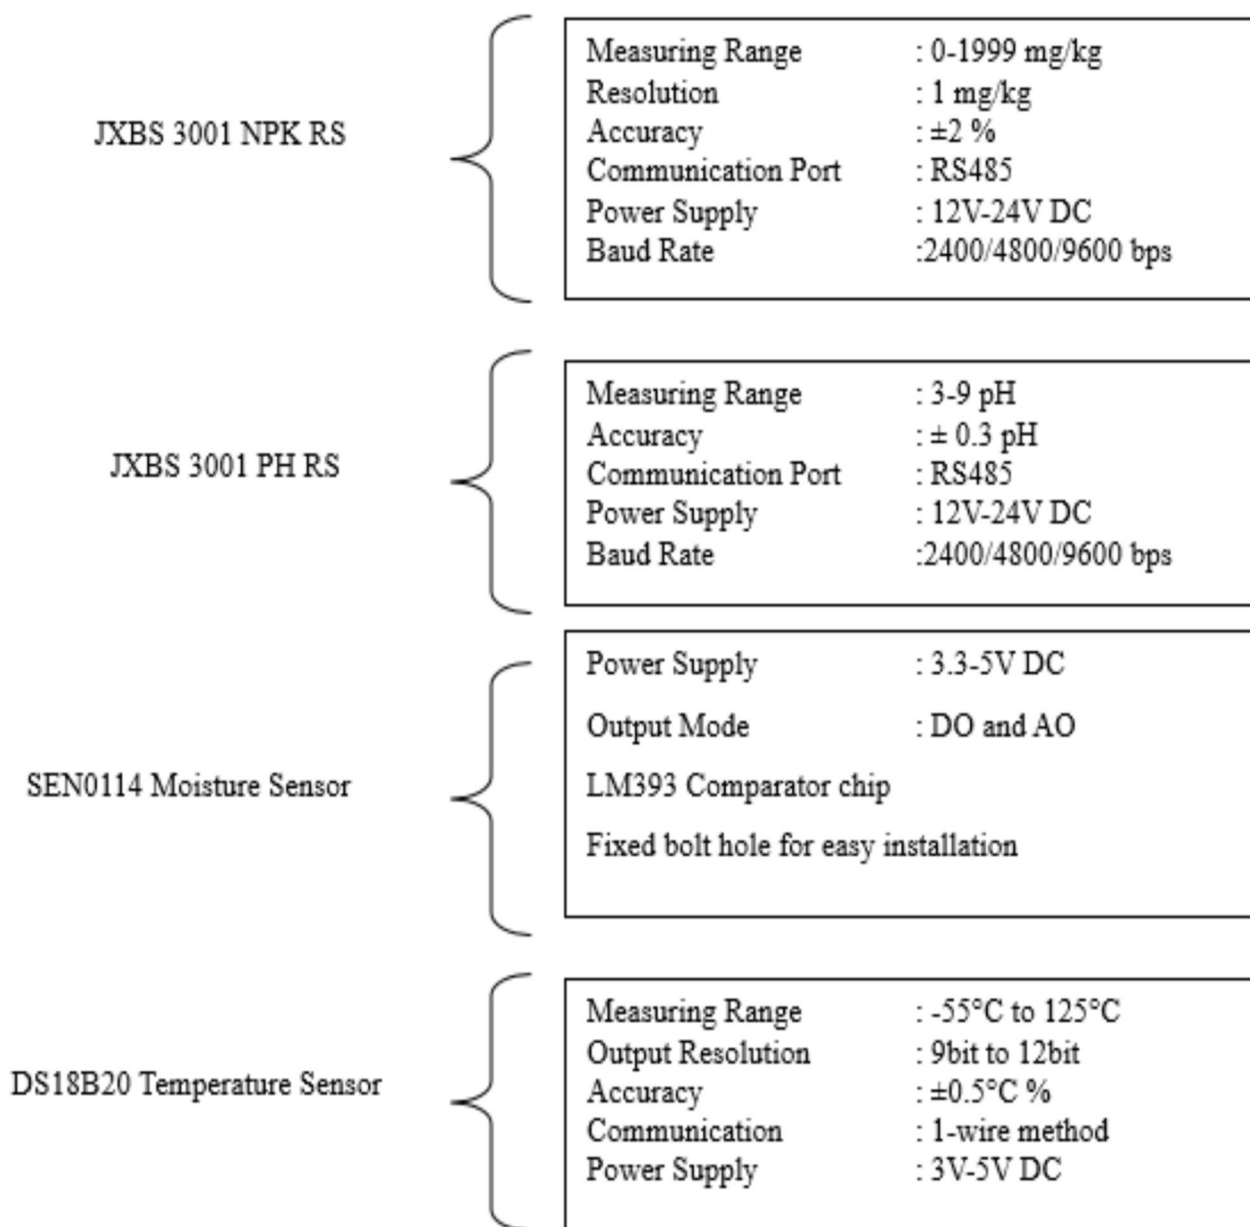 JXBS 3001 NPK RS
Measuring Range : 0-1999 mg/kg
Resolution : 1 mg/kg
Accuracy : ±2 %
Communication Port : RS485
Power Supply : 12V-24V DC
Baud Rate :2400/4800/9600 bps
JXBS 3001 PH RS
Measuring Range : 3-9 pH
Accuracy : ± 0.3 pH
Communication Port : RS485
Power Supply : 12V-24V DC
Baud Rate :2400/4800/9600 bps
SEN0114 Moisture Sensor
Power Supply : 3.3-5V DC
Output Mode : DO and AO
LM393 Comparator chip
Fixed bolt hole for easy installation
DS18B20 Temperature Sensor
Measuring Range : -55°C to 125°C
Output Resolution : 9bit to 12bit
Accuracy : ±0.5°C %
Communication : 1-wire method
Power Supply : 3V-5V DC